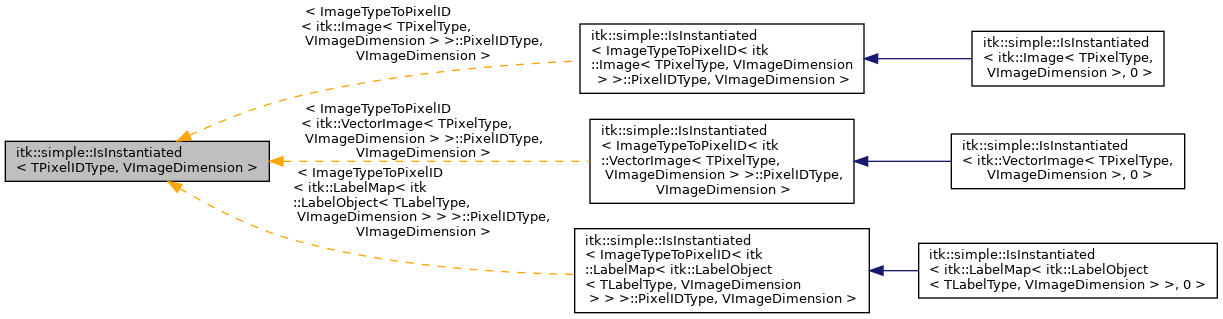 < ImageTypeToPixelID
< itk::Image< TPixelType,
VImageDimension > >::PixelIDType,
VImageDimension >
itk::simple::IsInstantiated
< ImageTypeToPixelID< itk
::Image< TPixelType, VImageDimension
> >::PixelIDType, VImageDimension >
itk::simple::IsInstantiated
< itk::Image< TPixelType,
VImageDimension >, 0 >
itk::simple::IsInstantiated
< TPixelIDType, VImageDimension >
< ImageTypeToPixelID
< itk::VectorImage< TPixelType,
VImageDimension > >::PixelIDType,
VImageDimension >
itk::simple::IsInstantiated
< ImageTypeToPixelID< itk
::VectorImage< TPixelType,
VImageDimension > >::PixelIDType,
VImageDimension >
itk::simple::IsInstantiated
< itk::VectorImage< TPixelType,
VImageDimension >, 0 >
< ImageTypeToPixelID
< itk::LabelMap< itk
::LabelObject< TLabelType,
VImageDimension > > >::PixelIDType,
VImageDimension >
itk::simple::IsInstantiated
< ImageTypeToPixelID< itk
::LabelMap< itk::LabelObject
< TLabelType, VImageDimension
> > >::PixelIDType, VImageDimension >
itk::simple::IsInstantiated
< itk::LabelMap< itk::LabelObject
< TLabelType, VImageDimension > >, 0 >